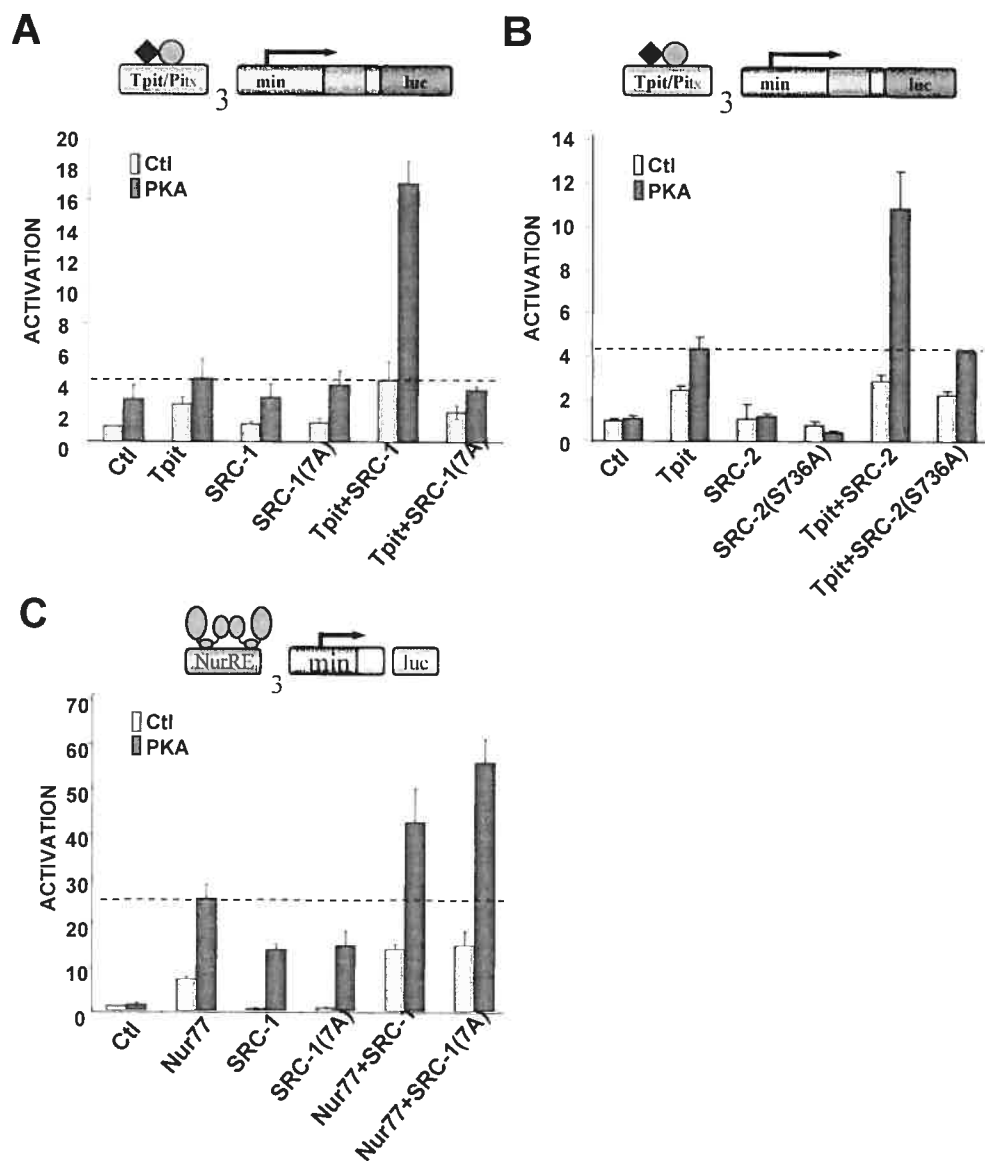 A
Tpit/Pitx 3 min luc
20
18
16
14
12
10
8
6
4
2
0
ACTIVATION
Ctl
PKA
Ctl
Tpit
SRC-1
SRC-1(7A)
Tpit+SRC-1
Tpit+SRC-1(7A)
B
Tpit/Pitx 3 min luc
14
12
10
8
6
4
2
0
ACTIVATION
Ctl
PKA
Ctl
Tpit
SRC-2
SRC-2(S736A)
Tpit+SRC-2
Tpit+SRC-2(S736A)
C
NurRE 3 min luc
70
60
50
40
30
20
10
0
ACTIVATION
Ctl
PKA
Ctl
Nur77
SRC-1
SRC-1(7A)
Nur77+SRC-1
Nur77+SRC-1(7A)